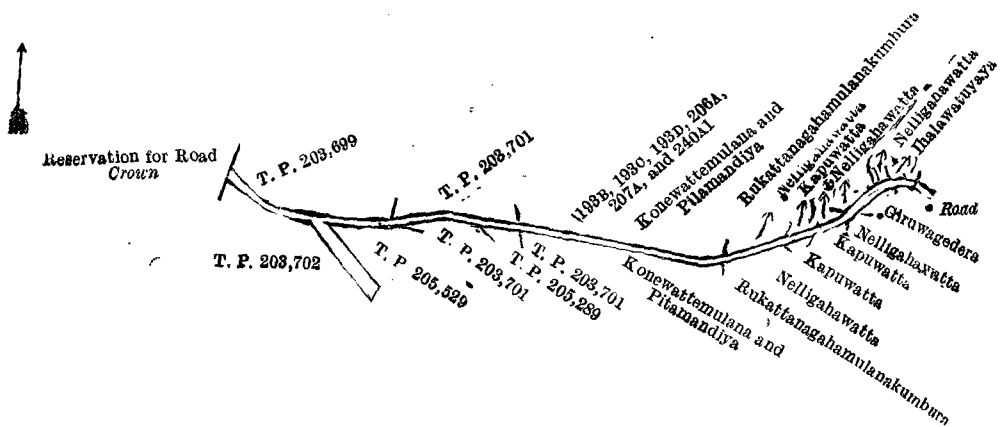 Reservation for Road
Crown
T. P. 203,699
T. P. 203,701
(193B, 193C, 193D, 206A,
207A, and 240A1
Konewattemulana and
Pilamandiya
Rukattanagahamulanakumbura
Nelligahawatta
Kapuwatta
Nelligahawatta
Nelligahawatta
Ihalawatuyaya
Road
Giruwagedera
Nelligahawatta
Kapuwatta
Kapuwatta
Nelligahawatta
Rukattanagahamulanakumbura
Konewattemulana and
Pitamandiya
T. P. 203,701
T. P. 205,289
T. P. 203,701
T. P. 205,529
T. P. 203,702